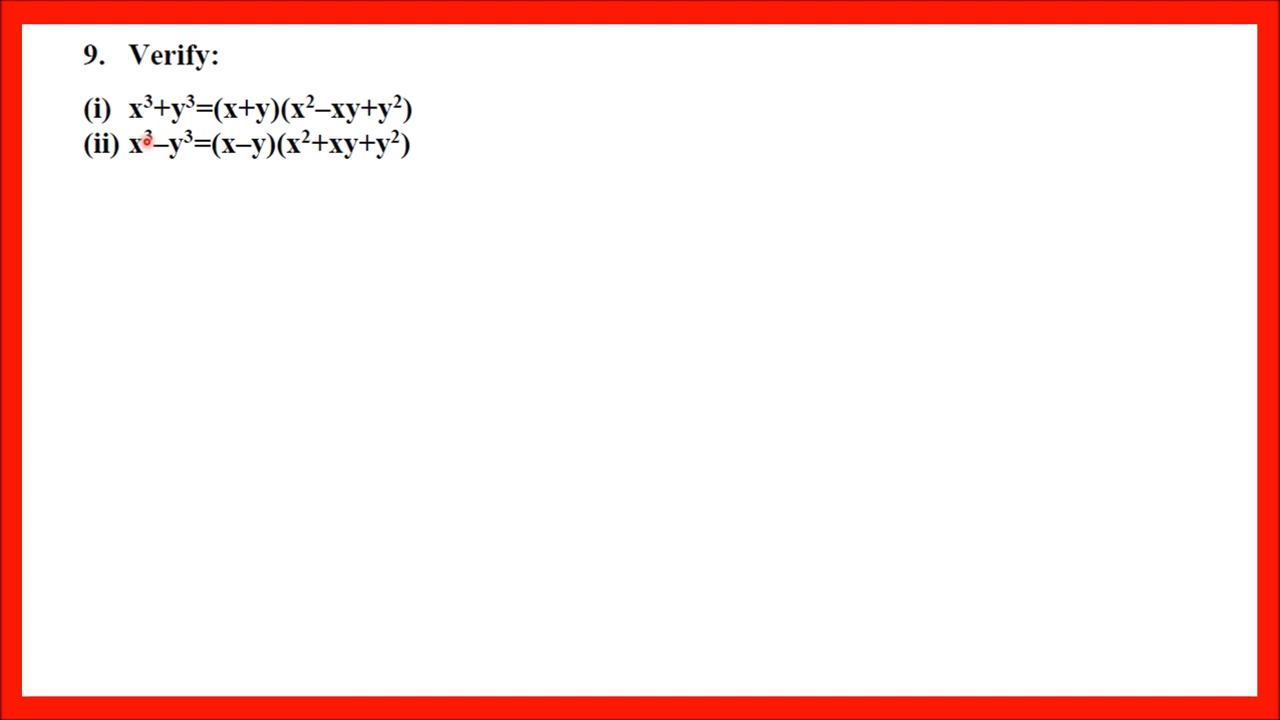 9. Verify:
(i) x³+y³=(x+y)(x²–xy+y²)
(ii) x³–y³=(x–y)(x²+xy+y²)